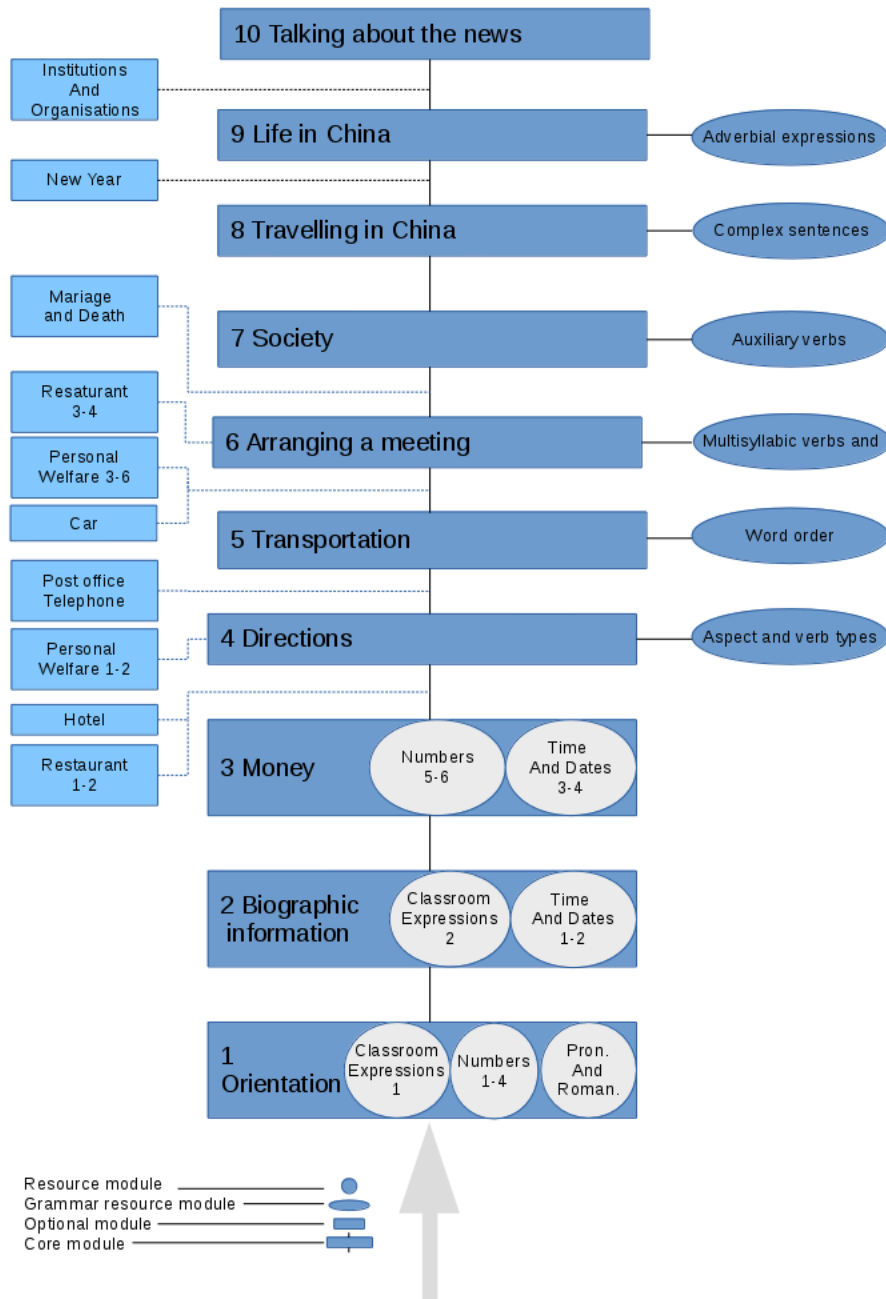 10 Talking about the news
Institutions
And
Organisations
9 Life in China
Adverbial expressions
New Year
8 Travelling in China
Complex sentences
Mariage
and Death
7 Society
Auxiliary verbs
Resaturant
3-4
6 Arranging a meeting
Multisyllabic verbs and
Personal
Welfare 3-6
Car
5 Transportation
Word order
Post office
Telephone
4 Directions
Aspect and verb types
Personal
Welfare 1-2
Hotel
Restaurant
1-2
3 Money
Numbers
5-6
Time
And Dates
3-4
2 Biographic
information
Classroom
Expressions
2
Time
And Dates
1-2
1
Orientation
Classroom
Expressions
1
Numbers
1-4
Pron.
And
Roman.
Resource module
Grammar resource module
Optional module
Core module